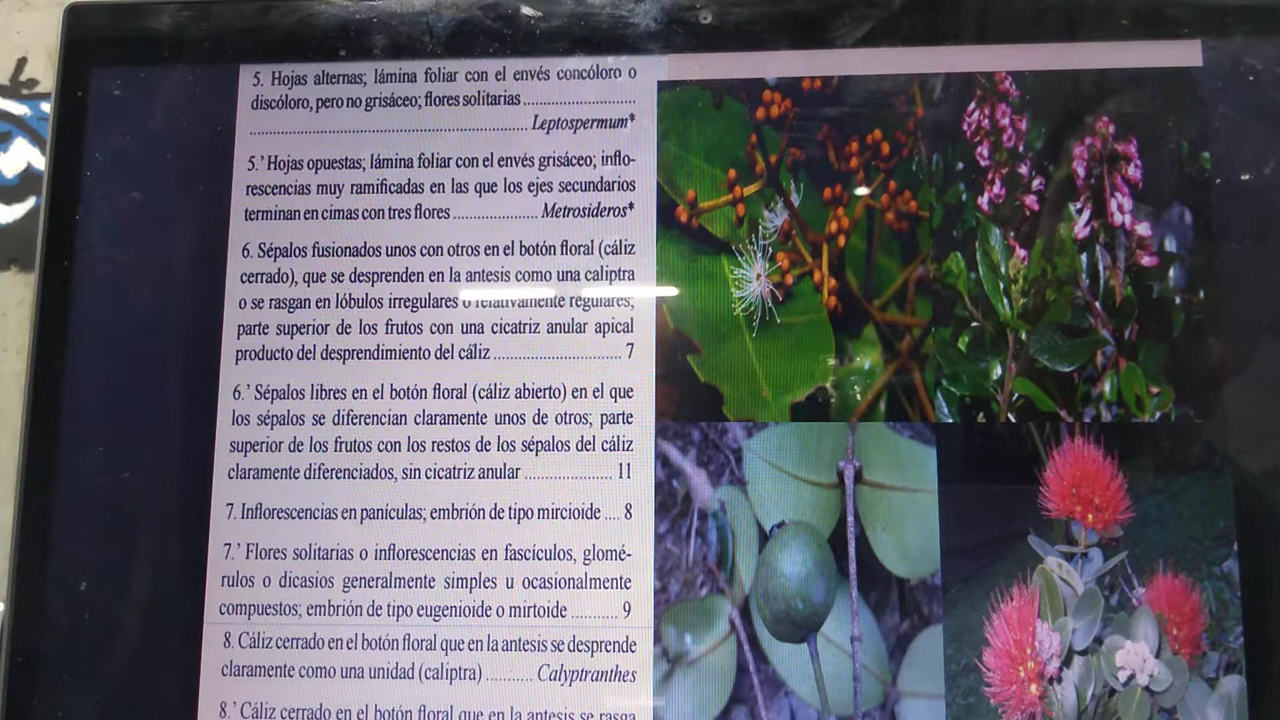 5. Hojas alternas; lámina foliar con el envés concóloro o
discóloro, pero no grisáceo; flores solitarias ............................
..................................................................... Leptospermum*
5.’ Hojas opuestas; lámina foliar con el envés grisáceo; inflo-
rescencias muy ramificadas en las que los ejes secundarios
terminan en cimas con tres flores ..................... Metrosideros*
6. Sépalos fusionados unos con otros en el botón floral (cáliz
cerrado), que se desprenden en la antesis como una caliptra
o se rasgan en lóbulos irregulares o relativamente regulares;
parte superior de los frutos con una cicatriz anular apical
producto del desprendimiento del cáliz ............................... 7
6.’ Sépalos libres en el botón floral (cáliz abierto) en el que
los sépalos se diferencian claramente unos de otros; parte
superior de los frutos con los restos de los sépalos del cáliz
claramente diferenciados, sin cicatriz anular ..................... 11
7. Inflorescencias en panículas; embrión de tipo mircioide .... 8
7.’ Flores solitarias o inflorescencias en fascículos, glomé-
rulos o dicasios generalmente simples u ocasionalmente
compuestos; embrión de tipo eugenioide o mirtoide ........... 9
8. Cáliz cerrado en el botón floral que en la antesis se desprende
claramente como una unidad (caliptra) ........... Calyptranthes
8.’ Cáliz cerrado en el botón floral que en la antesis se rasga